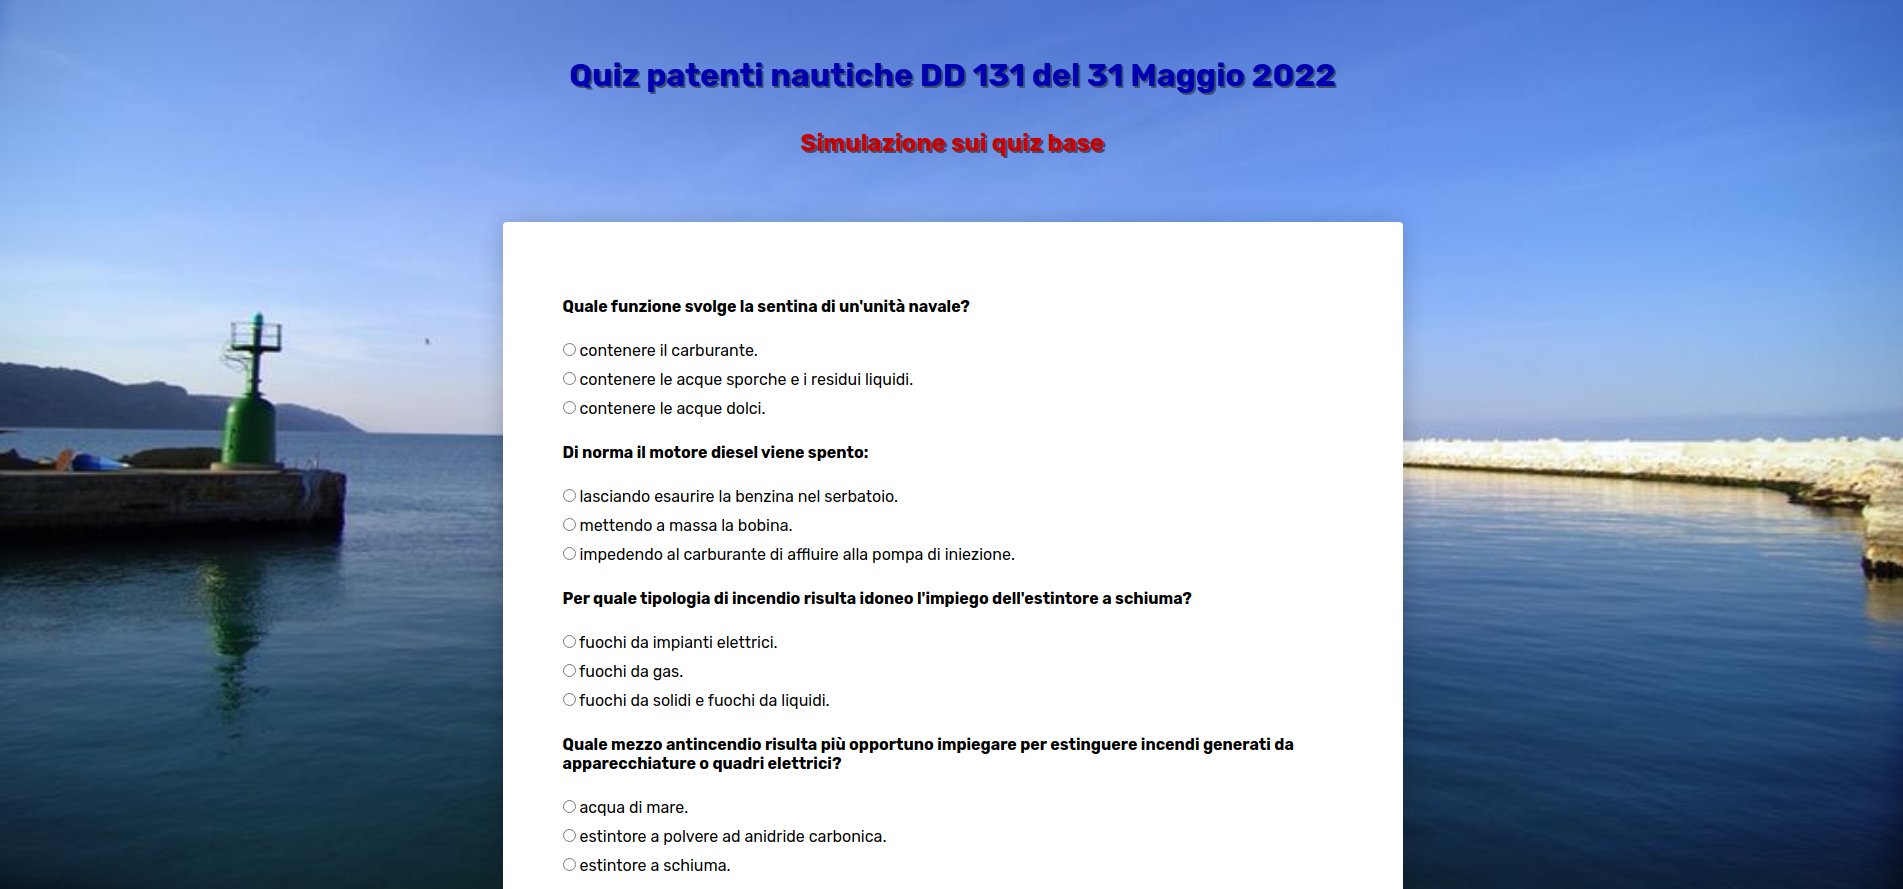 Quiz patenti nautiche DD 131 del 31 Maggio 2022
Simulazione sui quiz base
Quale funzione svolge la sentina di un'unità navale?
contenere il carburante.
contenere le acque sporche e i residui liquidi.
contenere le acque dolci.
Di norma il motore diesel viene spento:
lasciando esaurire la benzina nel serbatoio.
mettendo a massa la bobina.
impedendo al carburante di affluire alla pompa di iniezione.
Per quale tipologia di incendio risulta idoneo l'impiego dell'estintore a schiuma?
fuochi da impianti elettrici.
fuochi da gas.
fuochi da solidi e fuochi da liquidi.
Quale mezzo antincendio risulta più opportuno impiegare per estinguere incendi generati da
apparecchiature o quadri elettrici?
acqua di mare.
estintore a polvere ad anidride carbonica.
estintore a schiuma.